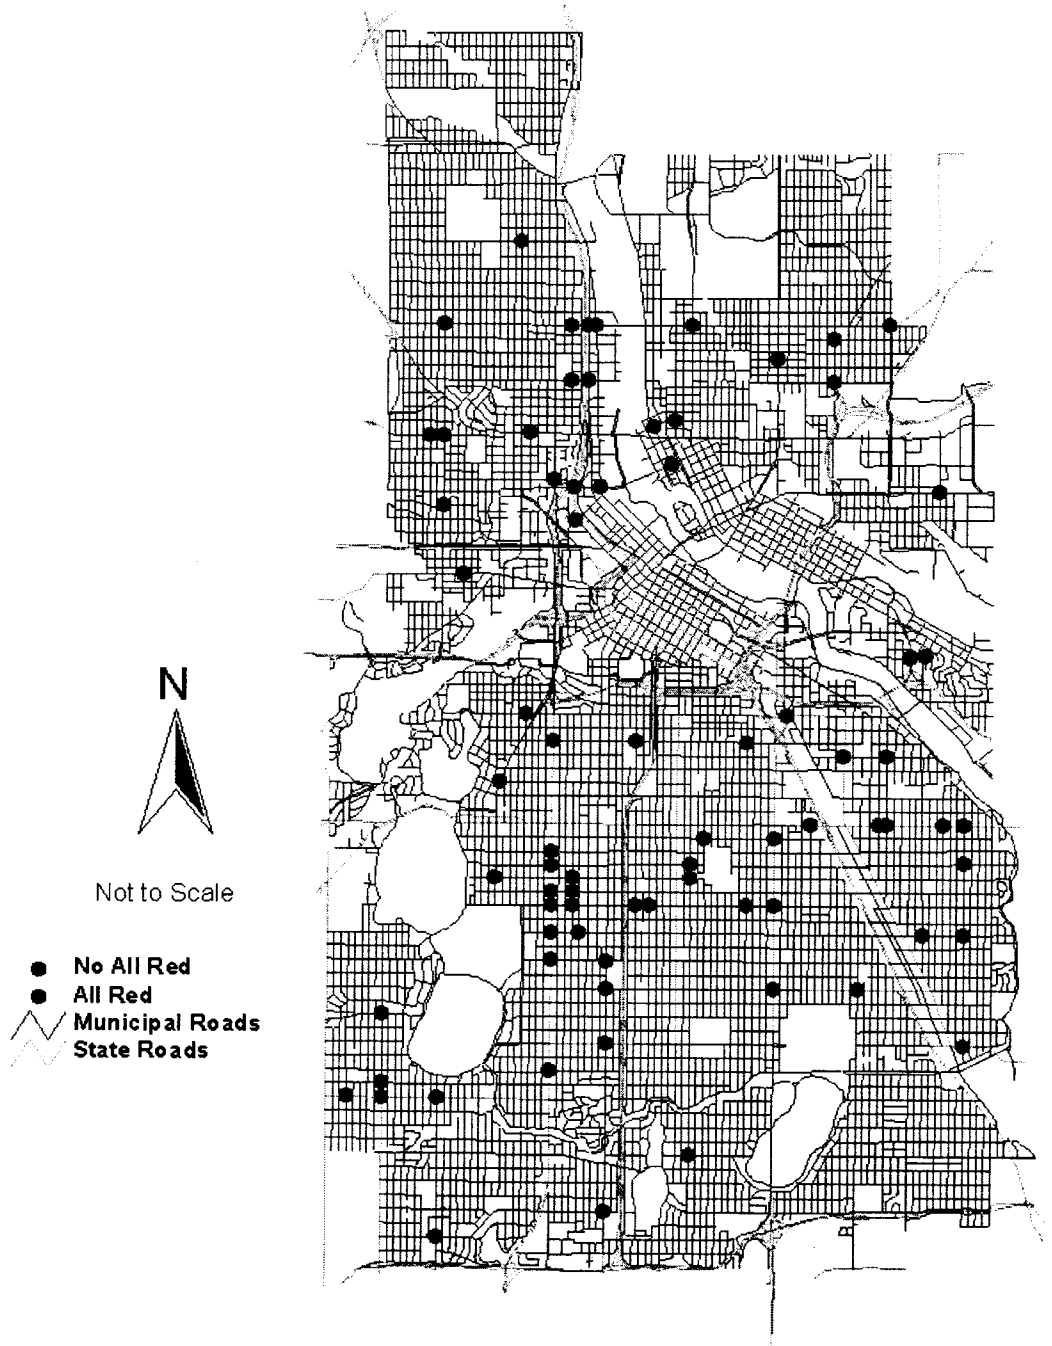 N
Not to Scale
No All Red
All Red
Municipal Roads
State Roads